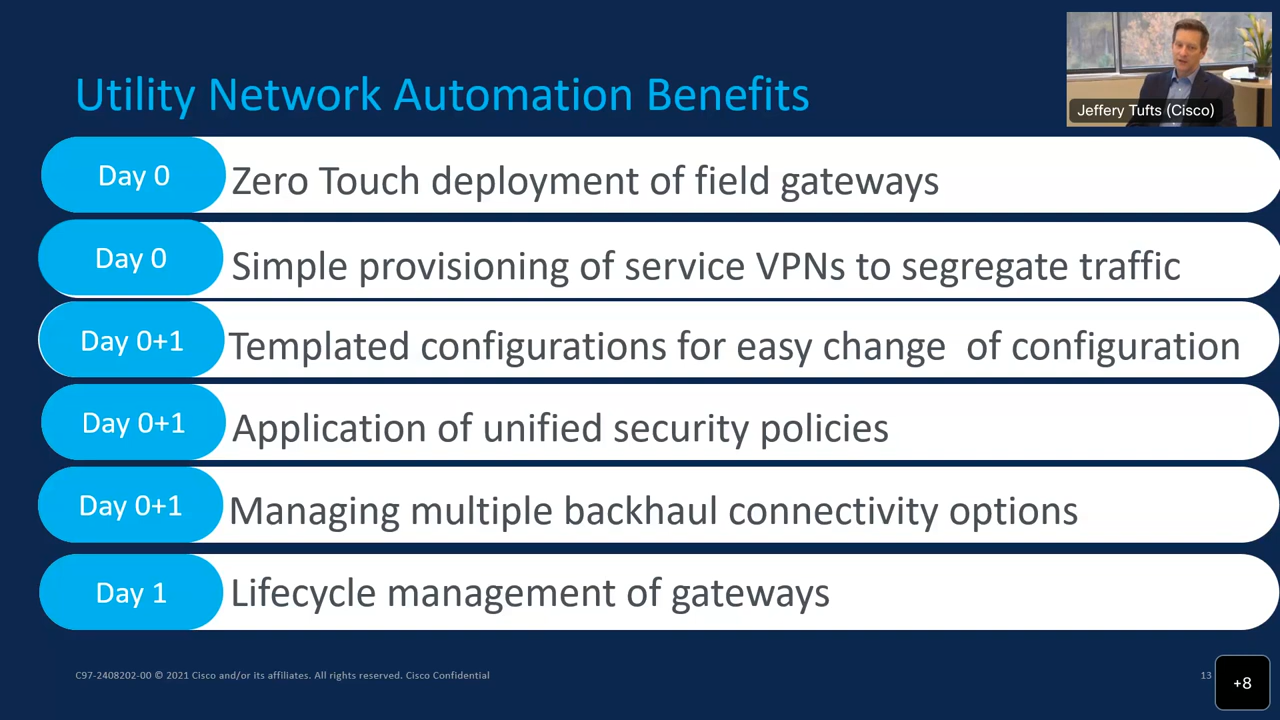 Jeffery Tufts (Cisco)
Utility Network Automation Benefits
Day 0 Zero Touch deployment of field gateways
Day 0 Simple provisioning of service VPNs to segregate traffic
Day 0+1 Templated configurations for easy change  of configuration
Day 0+1 Application of unified security policies
Day 0+1 Managing multiple backhaul connectivity options
Day 1 Lifecycle management of gateways
C97-2408202-00 © 2021 Cisco and/or its affiliates. All rights reserved. Cisco Confidential
13
+8